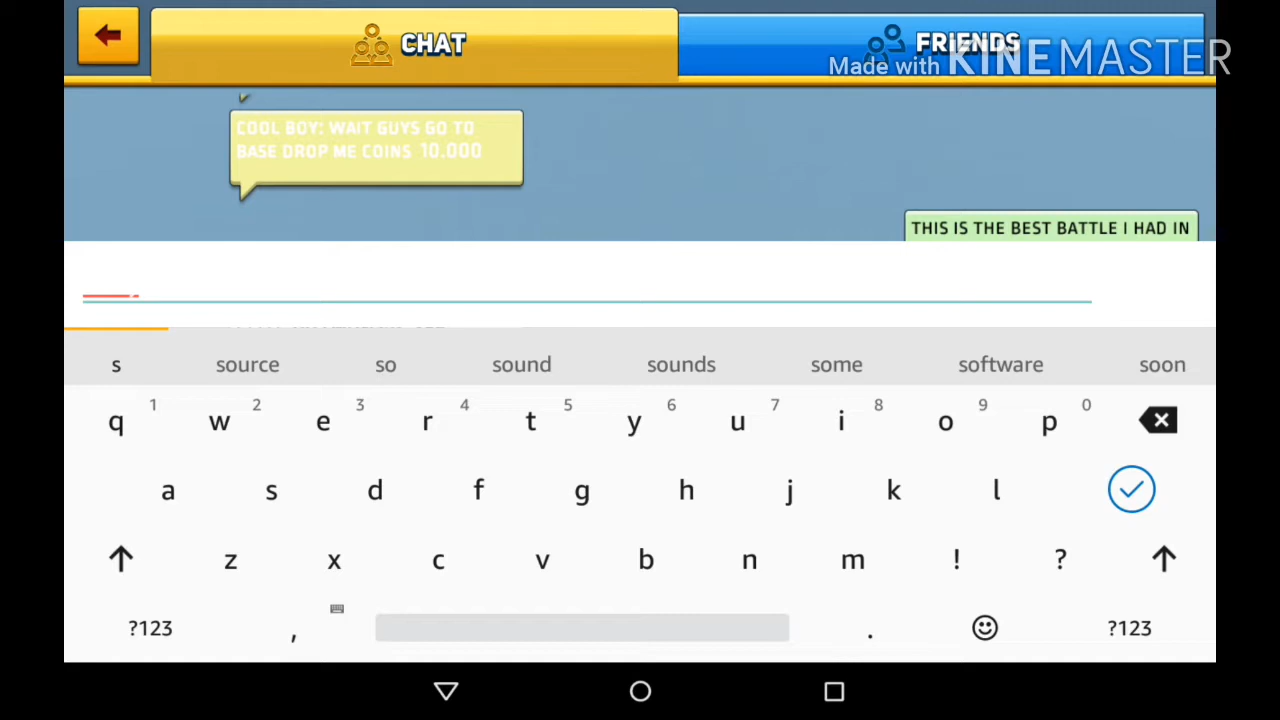 CHAT
FRIENDS
Made with KINEMASTER
COOL BOY: WAIT GUYS GO TO
BASE DROP ME COINS 10.000
THIS IS THE BEST BATTLE I HAD IN
s source so sound sounds some software soon
1 2 3 4 5 6 7 8 9 0
q w e r t y u i o p
a s d f g h j k l
z x c v b n m ! ?
?123 , . ?123